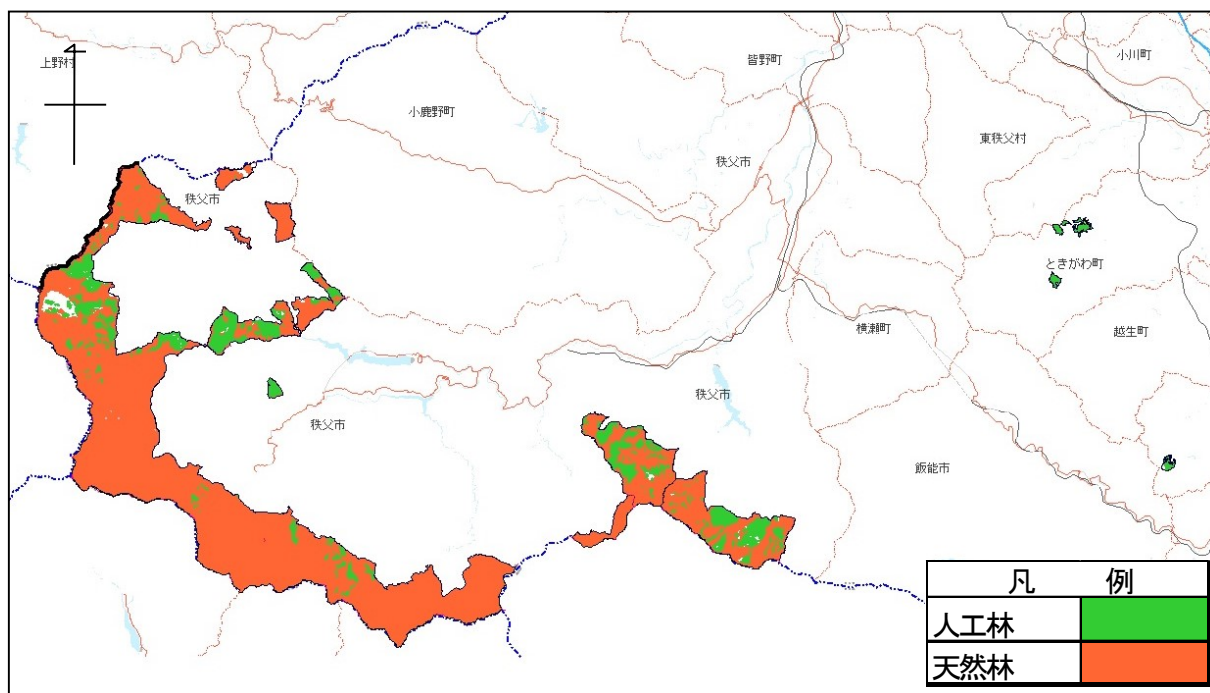 上野村
小川町
皆野町
小鹿野町
東秩父村
秩父市
秩父市
ときがわ町
横瀬町
越生町
秩父市
秩父市
飯能市
凡 例
人工林
天然林